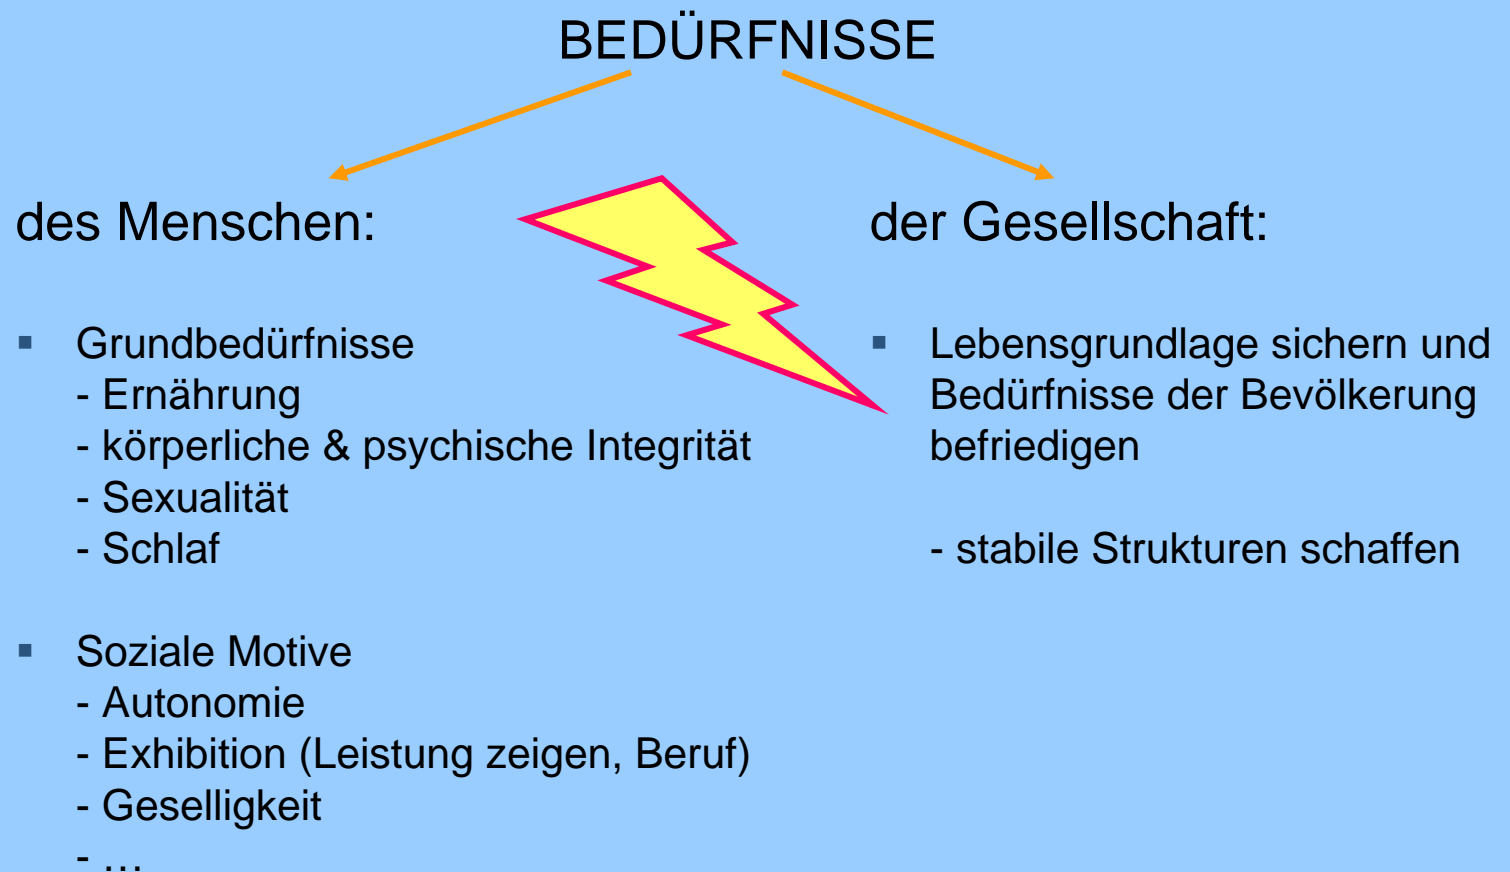 BEDÜRFNISSE
des Menschen:
▪ Grundbedürfnisse
- Ernährung
- körperliche & psychische Integrität
- Sexualität
- Schlaf
▪ Soziale Motive
- Autonomie
- Exhibition (Leistung zeigen, Beruf)
- Geselligkeit
- …
der Gesellschaft:
▪ Lebensgrundlage sichern und
Bedürfnisse der Bevölkerung
befriedigen
- stabile Strukturen schaffen